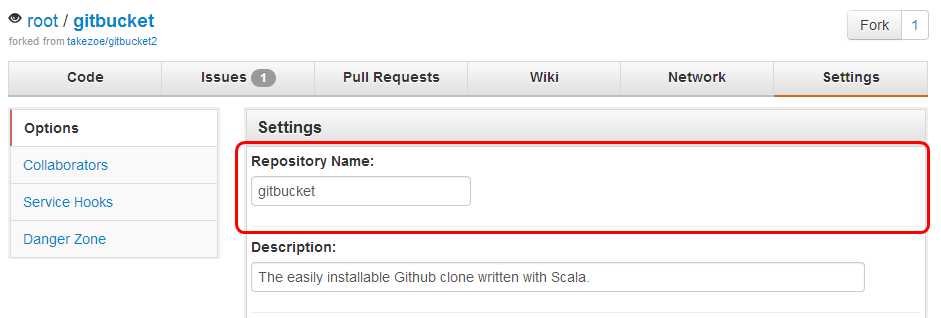 root / gitbucket
forked from takezoe/gitbucket2
Fork 1
Code Issues 1 Pull Requests Wiki Network Settings
Options
Collaborators
Service Hooks
Danger Zone
Settings
Repository Name:
gitbucket
Description:
The easily installable Github clone written with Scala.